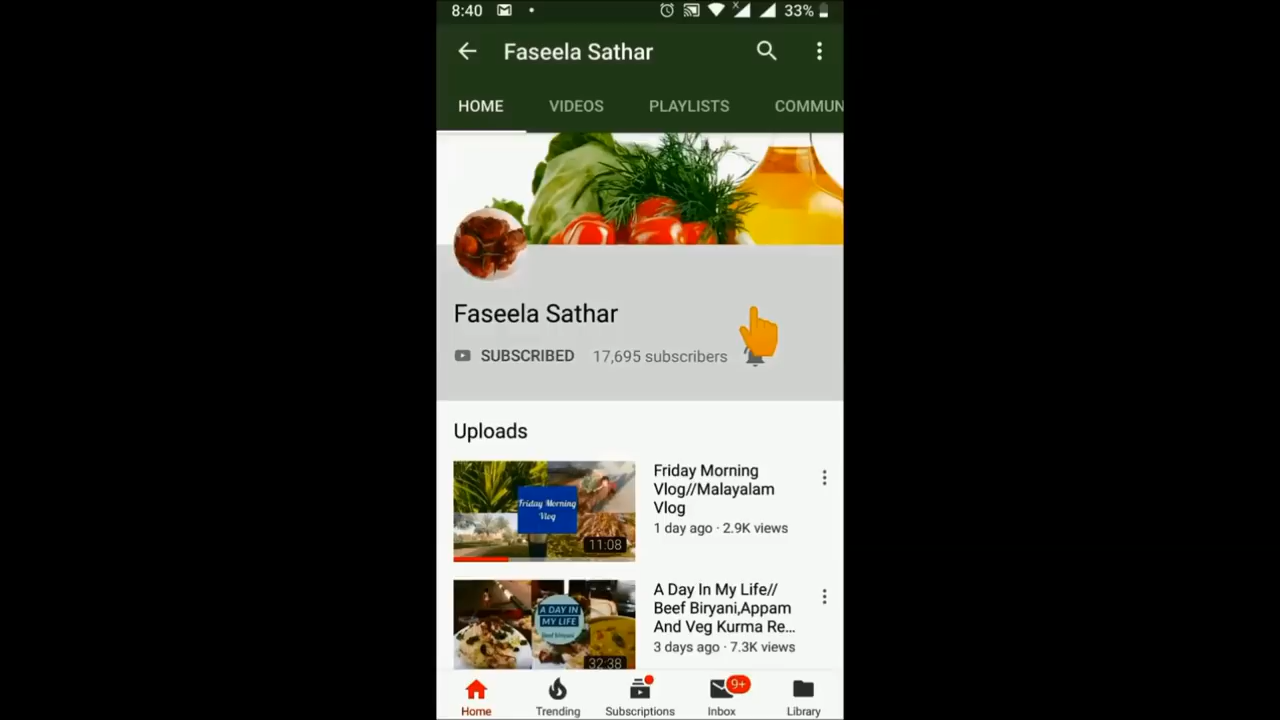 8:40
33%
Faseela Sathar
HOME VIDEOS PLAYLISTS COMMUN
Faseela Sathar
SUBSCRIBED 17,695 subscribers
Uploads
Friday Morning
Vlog
11:08
Friday Morning
Vlog//Malayalam
Vlog
1 day ago · 2.9K views
A DAY IN
MY LIFE
Beef biriyani
32:38
A Day In My Life//
Beef Biryani,Appam
And Veg Kurma Re...
3 days ago · 7.3K views
9+
Home Trending Subscriptions Inbox Library